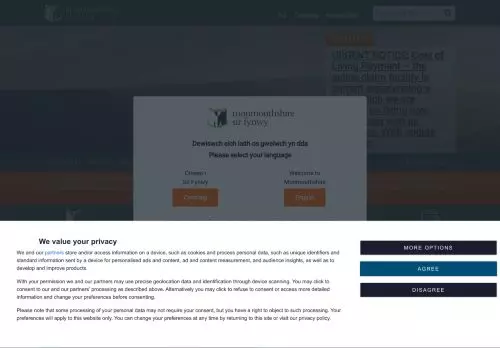 URGENT NOTICE: Cost of
Living Payment – the
monmouthshire
sir fynwy
Dewiswch eich iaith os gwelwch yn dda
Please select your language
Croeso i
Sir Fynwy
Welcome to
Monmouthshire
Cymraeg
English
We value your privacy
We and our partners store and/or access information on a device, such as cookies and process personal data, such as unique identifiers and
standard information sent by a device for personalised ads and content, ad and content measurement, and audience insights, as well as to
develop and improve products.
With your permission we and our partners may use precise geolocation data and identification through device scanning. You may click to
consent to our and our partners' processing as described above. Alternatively you may click to refuse to consent or access more detailed
information and change your preferences before consenting.
Please note that some processing of your personal data may not require your consent, but you have a right to object to such processing. Your
preferences will apply to this website only. You can change your preferences at any time by returning to this site or visit our privacy policy.
MORE OPTIONS
AGREE
DISAGREE